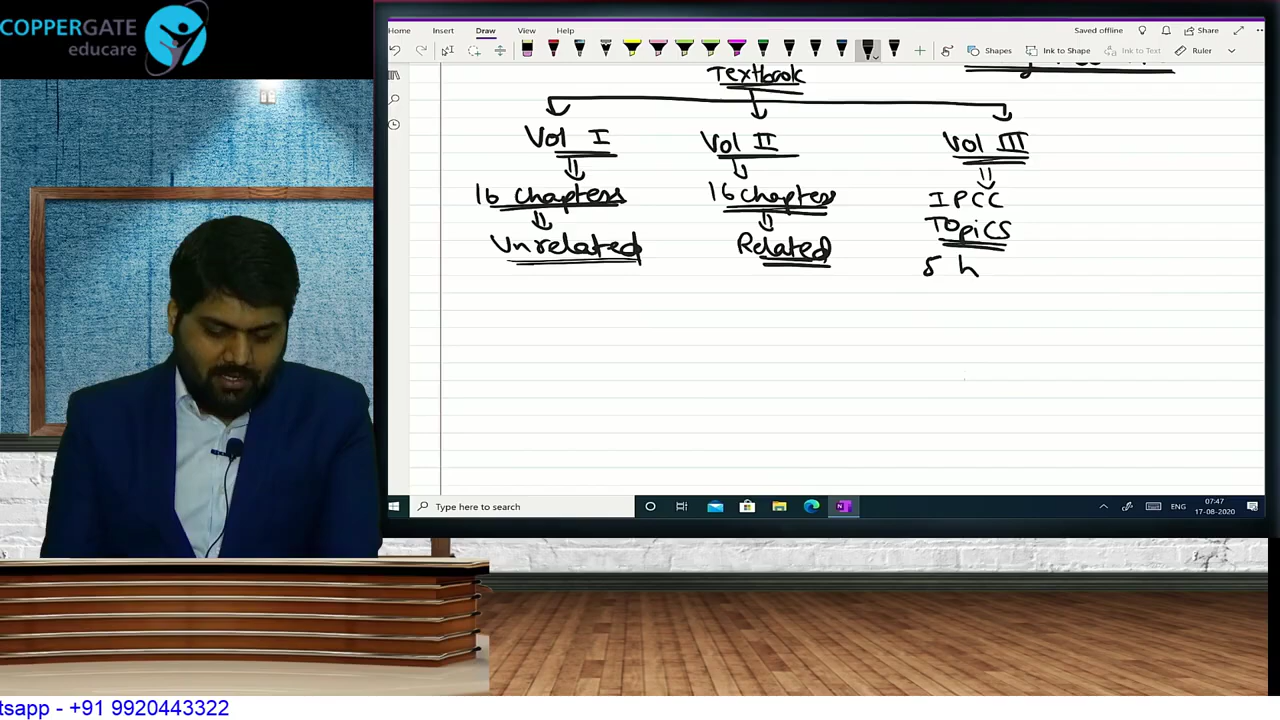 COPPERGATE
educare
Home Insert Draw View Help
Saved offline
Share
Shapes
Ink to Shape
Ink to Text
Ruler
Textbook
Vol I
Vol II
Vol III
16 Chapters
16 Chapters
IPCC
Topics
Unrelated
Related
5 h
Type here to search
ENG
07:47
17-08-2020
tsapp - +91 9920443322